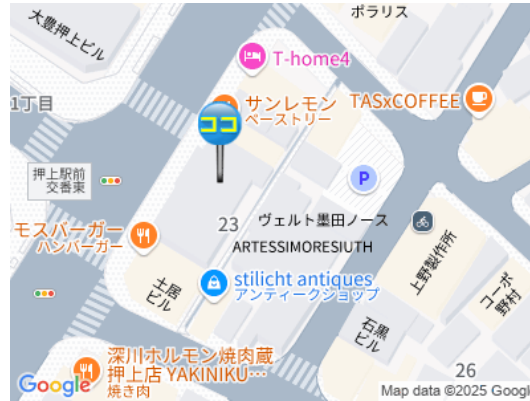 ポラリス
大豊押上ビル
T-home4
1丁目
サンレモン
ペーストリー
TAS×COFFEE
ココ
押上駅前
交番東
P
モスバーガー
ハンバーガー
23
ヴェルト墨田ノース
ARTESSIMORESIUTH
上野製作所
stilicht antiques
アンティークショップ
土居
ビル
コーポ
野村
石黒
ビル
深川ホルモン焼肉蔵
押上店 YAKINIKU…
焼き肉
26
Google
Map data ©2025 Google